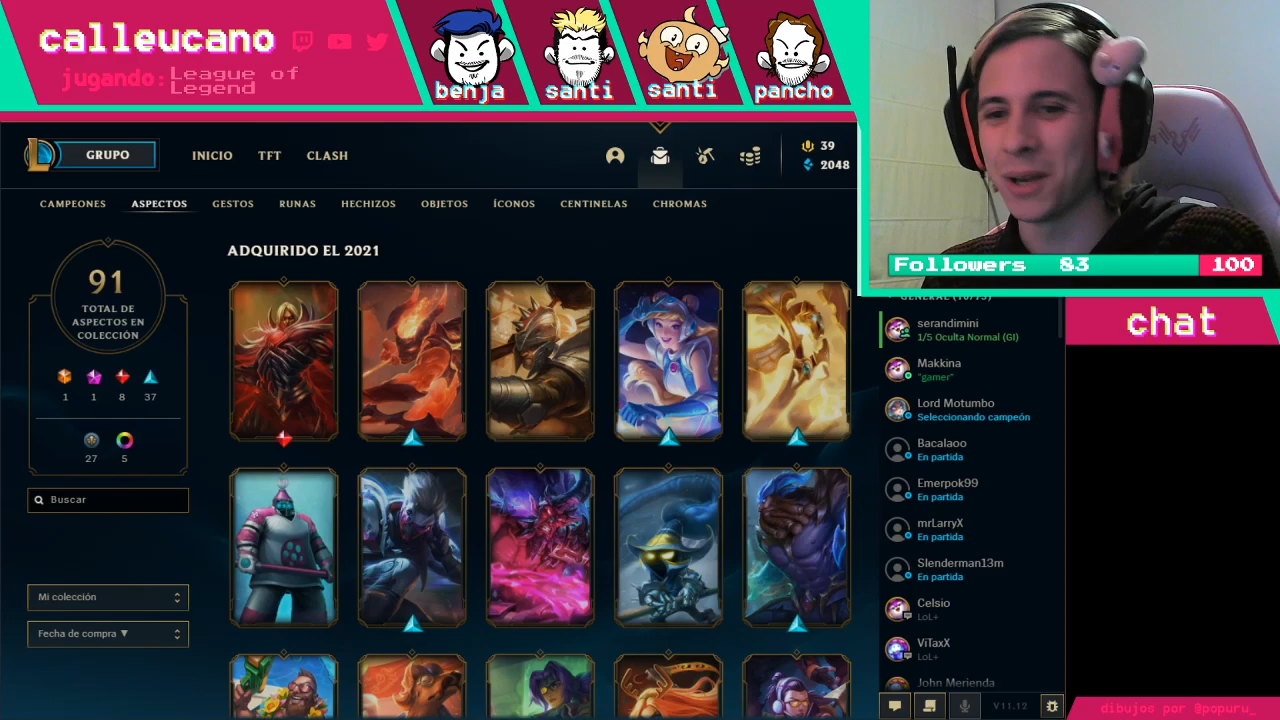 calleucano
jugando: League of Legend
benja
santi
santi
pancho
GRUPO
INICIO
TFT
CLASH
39
2048
CAMPEONES
ASPECTOS
GESTOS
RUNAS
HECHIZOS
OBJETOS
ÍCONOS
CENTINELAS
CHROMAS
91
TOTAL DE
ASPECTOS EN
COLECCIÓN
1
1
8
37
27
5
Buscar
Mi colección
Fecha de compra ▼
ADQUIRIDO EL 2021
Followers 83
100
chat
serandimini
1/5 Oculta Normal (GI)
Makkina
"gamer"
Lord Motumbo
Seleccionando campeón
Bacalaoo
En partida
Emerpok99
En partida
mrLarryX
En partida
Slenderman13m
En partida
Celsio
LoL+
ViTaxX
LoL+
John Merienda
V11.12
dibujos por @popuru_